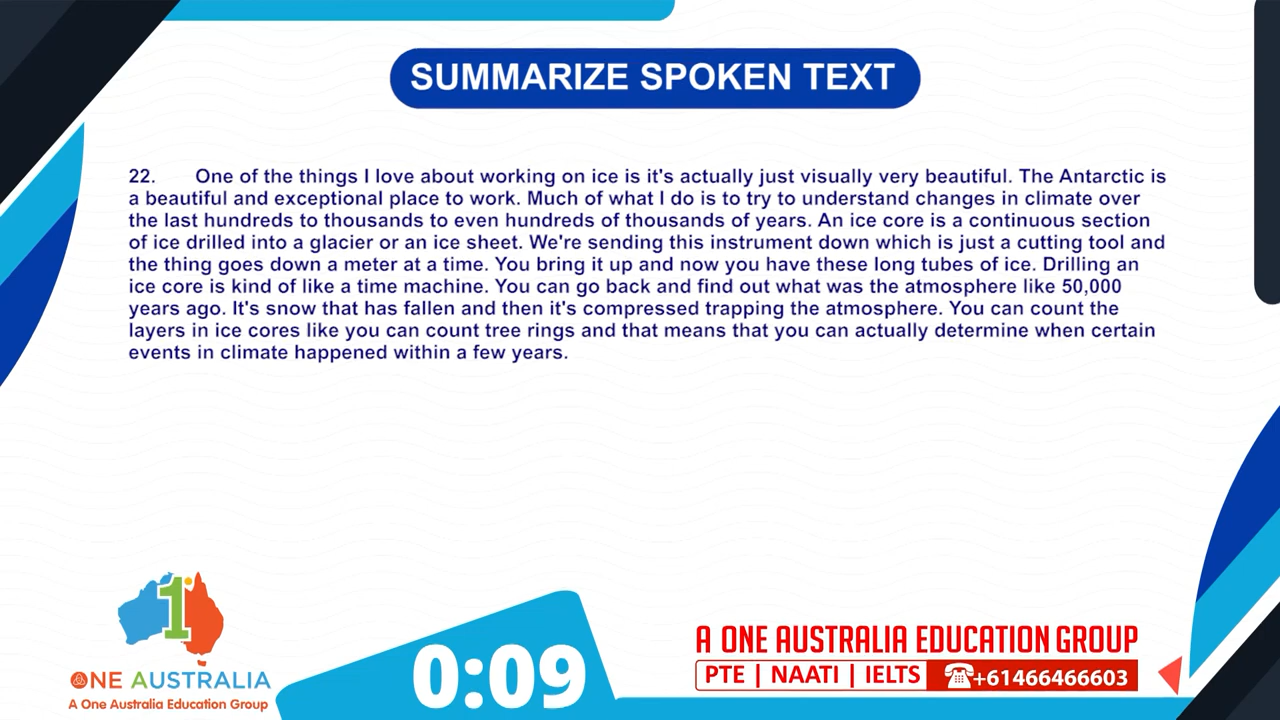 SUMMARIZE SPOKEN TEXT
22. One of the things I love about working on ice is it's actually just visually very beautiful. The Antarctic is
a beautiful and exceptional place to work. Much of what I do is to try to understand changes in climate over
the last hundreds to thousands to even hundreds of thousands of years. An ice core is a continuous section
of ice drilled into a glacier or an ice sheet. We're sending this instrument down which is just a cutting tool and
the thing goes down a meter at a time. You bring it up and now you have these long tubes of ice. Drilling an
ice core is kind of like a time machine. You can go back and find out what was the atmosphere like 50,000
years ago. It's snow that has fallen and then it's compressed trapping the atmosphere. You can count the
layers in ice cores like you can count tree rings and that means that you can actually determine when certain
events in climate happened within a few years.
1
ONE AUSTRALIA
A One Australia Education Group
0:09
A ONE AUSTRALIA EDUCATION GROUP
PTE | NAATI | IELTS +61466466603